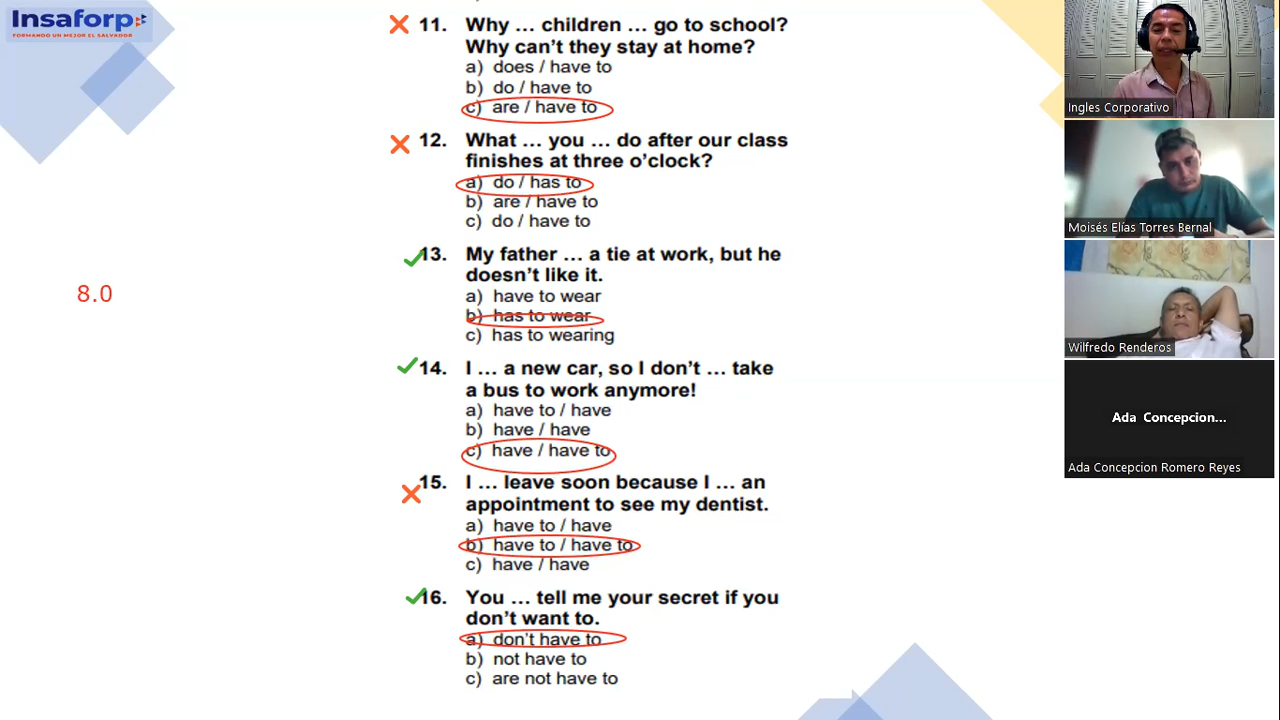 Insaforp
FORMANDO UN MEJOR EL SALVADOR
11. Why … children … go to school?
Why can't they stay at home?
a) does / have to
b) do / have to
c) are / have to
12. What … you … do after our class
finishes at three o'clock?
a) do / has to
b) are / have to
c) do / have to
13. My father … a tie at work, but he
doesn't like it.
a) have to wear
b) has to wear
c) has to wearing
14. I … a new car, so I don't … take
a bus to work anymore!
a) have to / have
b) have / have
c) have / have to
15. I … leave soon because I … an
appointment to see my dentist.
a) have to / have
b) have to / have to
c) have / have
16. You … tell me your secret if you
don't want to.
a) don't have to
b) not have to
c) are not have to
8.0
Ingles Corporativo
Moisés Elías Torres Bernal
Wilfredo Renderos
Ada Concepcion...
Ada Concepcion Romero Reyes